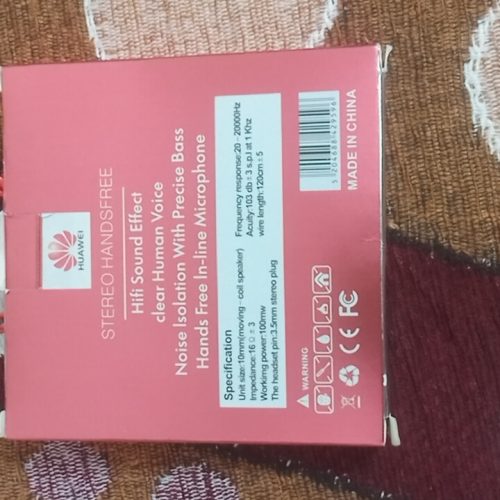 HUAWEI
STEREO HANDSFREE
Hifi Sound Effect
clear Human Voice
Noise Isolation With Precise Bass
Hands Free In-line Microphone
Specification
Unit size:10mm(moving - coil speaker)
Impedance:16 Ω ± 3
Working power:100mw
The headset pin:3.5mm stereo plug
Frequency response:20 - 20000Hz
Acuity:103 db ± 3 s.p.l at 1 Khz
wire length:120cm ± 5
WARNING
CE FC
5 264688 429596
MADE IN CHINA